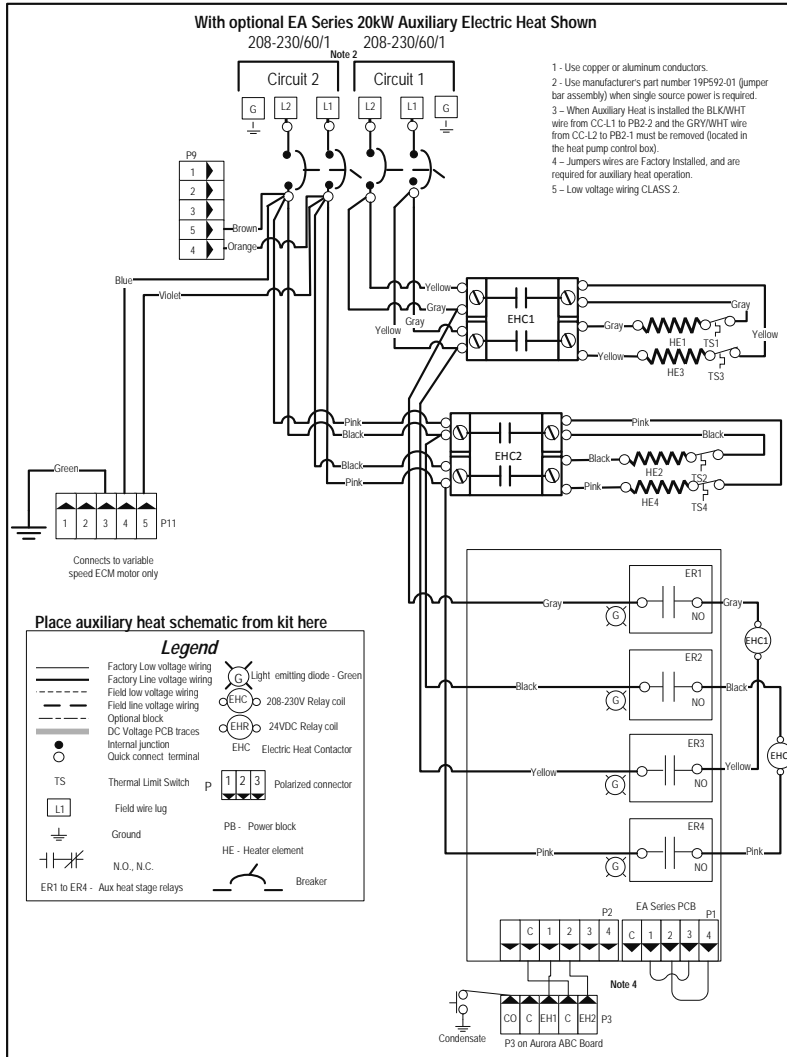 With optional EA Series 20kW Auxiliary Electric Heat Shown
208-230/60/1 Note 2 208-230/60/1
Circuit 2 Circuit 1
G L2 L1 L2 L1 G
1 - Use copper or aluminum conductors.
2 - Use manufacturer's part number 19P592-01 (jumper
bar assembly) when single source power is required.
3 – When Auxiliary Heat is installed the BLK/WHT
wire from CC-L1 to PB2-2 and the GRY/WHT wire
from CC-L2 to PB2-1 must be removed (located in
the heat pump control box).
4 – Jumpers wires are Factory Installed, and are
required for auxiliary heat operation.
5 – Low voltage wiring CLASS 2.
P9
1
2
3
5
4
Brown
Orange
Blue
Violet
Yellow
Gray
Gray
Yellow
EHC1
Gray
Gray
HE1
TS1
Yellow
Yellow
HE3
TS3
Pink
Black
Black
Pink
EHC2
Pink
Black
Black
HE2
TS2
Pink
HE4
TS4
Green
1 2 3 4 5 P11
Connects to variable
speed ECM motor only
ER1
Gray
G
NO
Gray
EHC1
ER2
Black
G
NO
Black
EHC
ER3
Yellow
G
NO
Yellow
ER4
Pink
G
NO
Pink
Place auxiliary heat schematic from kit here
Legend
Factory Low voltage wiring
Factory Line voltage wiring
Field low voltage wiring
Field line voltage wiring
Optional block
DC Voltage PCB traces
Internal junction
Quick connect terminal
TS Thermal Limit Switch
L1 Field wire lug
Ground
N.O., N.C.
ER1 to ER4 - Aux heat stage relays
G Light emitting diode - Green
EHC 208-230V Relay coil
EHR 24VDC Relay coil
EHC Electric Heat Contactor
P 1 2 3 Polarized connector
PB - Power block
HE - Heater element
Breaker
P2
C 1 2 3 4
EA Series PCB
P1
C 1 2 3 4
Note 4
Condensate
CO C EH1 C EH2 P3
P3 on Aurora ABC Board